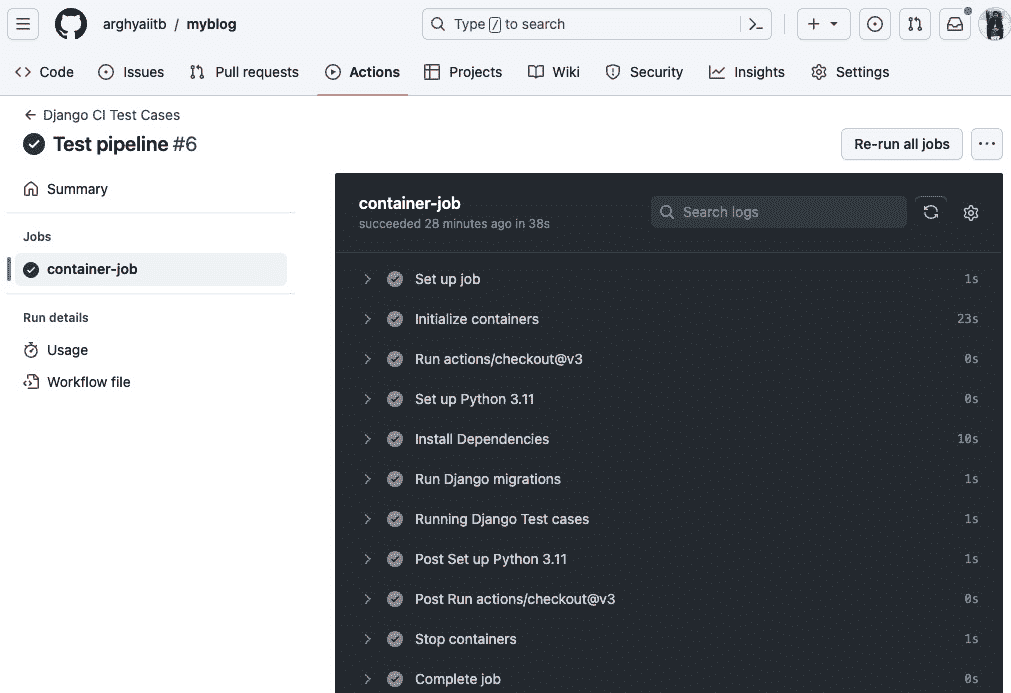 arghyaiitb / myblog
Type / to search
Code Issues Pull requests Actions Projects Wiki Security Insights Settings
← Django CI Test Cases
Test pipeline #6
Re-run all jobs
Summary
Jobs
container-job
Run details
Usage
Workflow file
container-job
succeeded 28 minutes ago in 38s
Search logs
Set up job 1s
Initialize containers 23s
Run actions/checkout@v3 0s
Set up Python 3.11 0s
Install Dependencies 10s
Run Django migrations 1s
Running Django Test cases 1s
Post Set up Python 3.11 1s
Post Run actions/checkout@v3 0s
Stop containers 1s
Complete job 0s